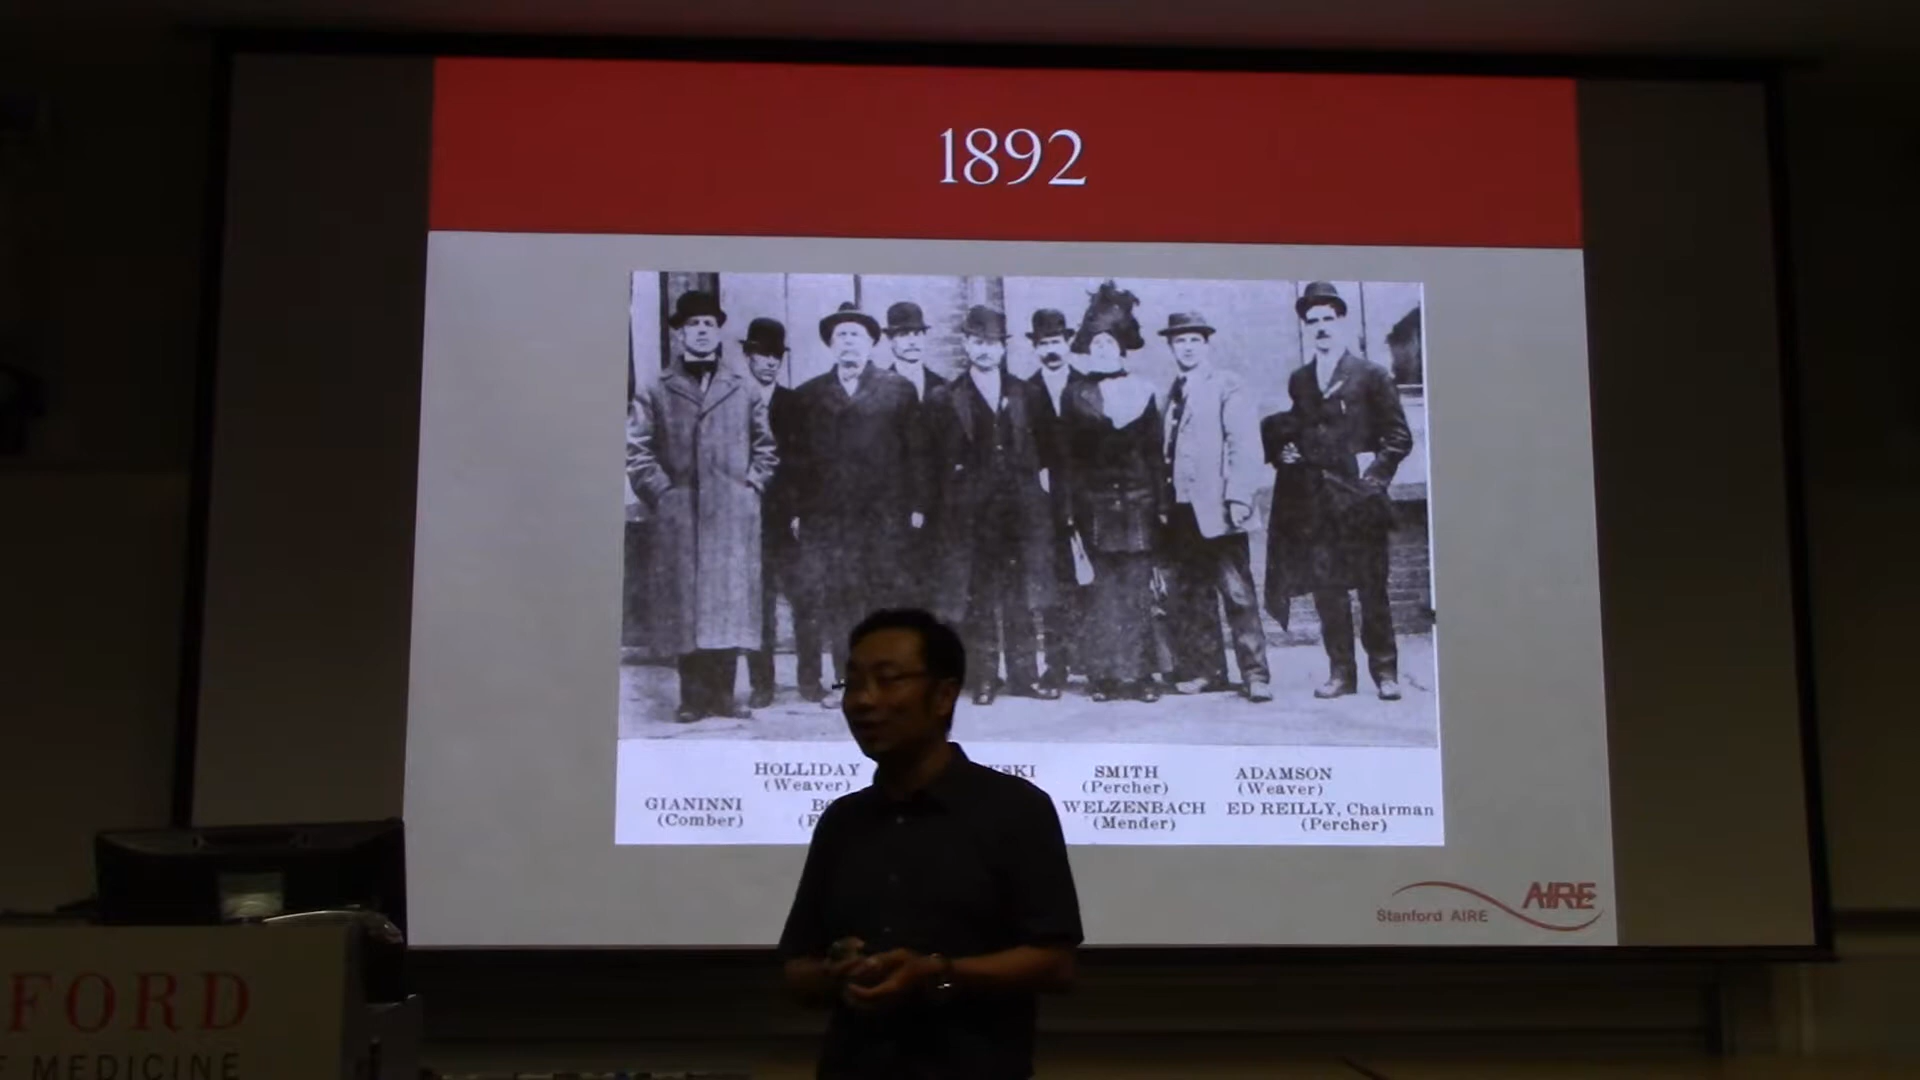 1892
HOLLIDAY
SMITH
ADAMSON
(Weaver)
(Percher)
(Weaver)
GIANINNI
WELZENBACH
ED REILLY, Chairman
(Comber)
(Mender)
(Percher)
Stanford AIRE
AIRE
FORD
MEDICINE